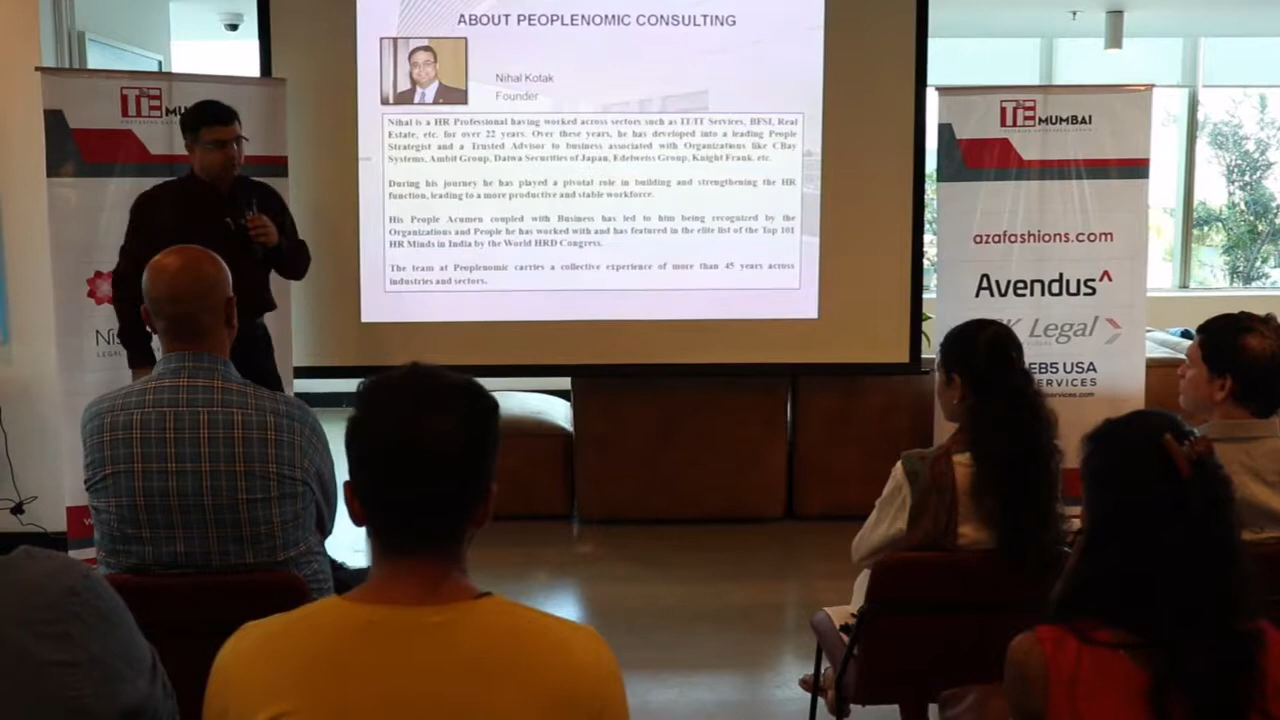 ABOUT PEOPLENOMIC CONSULTING
Nihal Kotak
Founder
Nihal is a HR Professional having worked across sectors such as IT/IT Services, BFSI, Real
Estate, etc. for over 22 years. Over these years, he has developed into a leading People
Strategist and a Trusted Advisor to business associated with Organizations like CBay
Systems, Ambit Group, Daiwa Securities of Japan, Edelweiss Group, Knight Frank. etc.
During his journey he has played a pivotal role in building and strengthening the HR
function, leading to a more productive and stable workforce.
His People Acumen coupled with Business has led to him being recognized by the
Organizations and People he has worked with and has featured in the elite list of the Top 101
HR Minds in India by the World HRD Congress.
The team at Peoplenomic carries a collective experience of more than 45 years across
industries and sectors.
TiE MU
Nis
TiE MUMBAI
azafashions.com
Avendus
Legal
EB5 USA
SERVICES
services.com